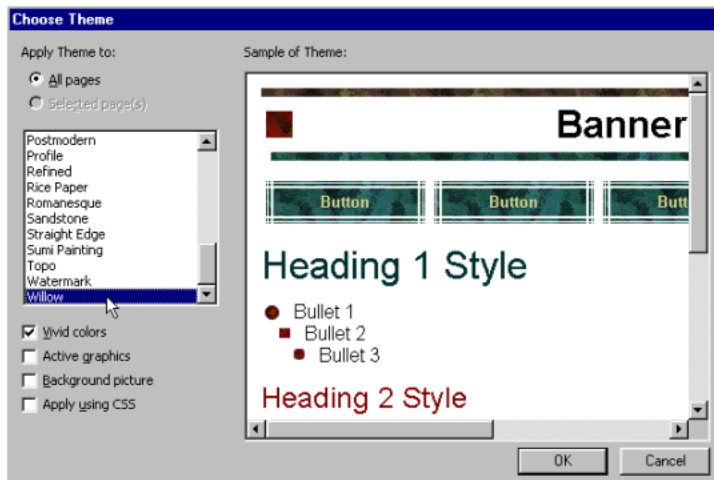 Choose Theme
Apply Theme to:
All pages
Selected page(s)
Postmodern
Profile
Refined
Rice Paper
Romanesque
Sandstone
Straight Edge
Sumi Painting
Topo
Watermark
Willow
Vivid colors
Active graphics
Background picture
Apply using CSS
Sample of Theme:
Banner
Button Button Butt
Heading 1 Style
Bullet 1
Bullet 2
Bullet 3
Heading 2 Style
OK Cancel